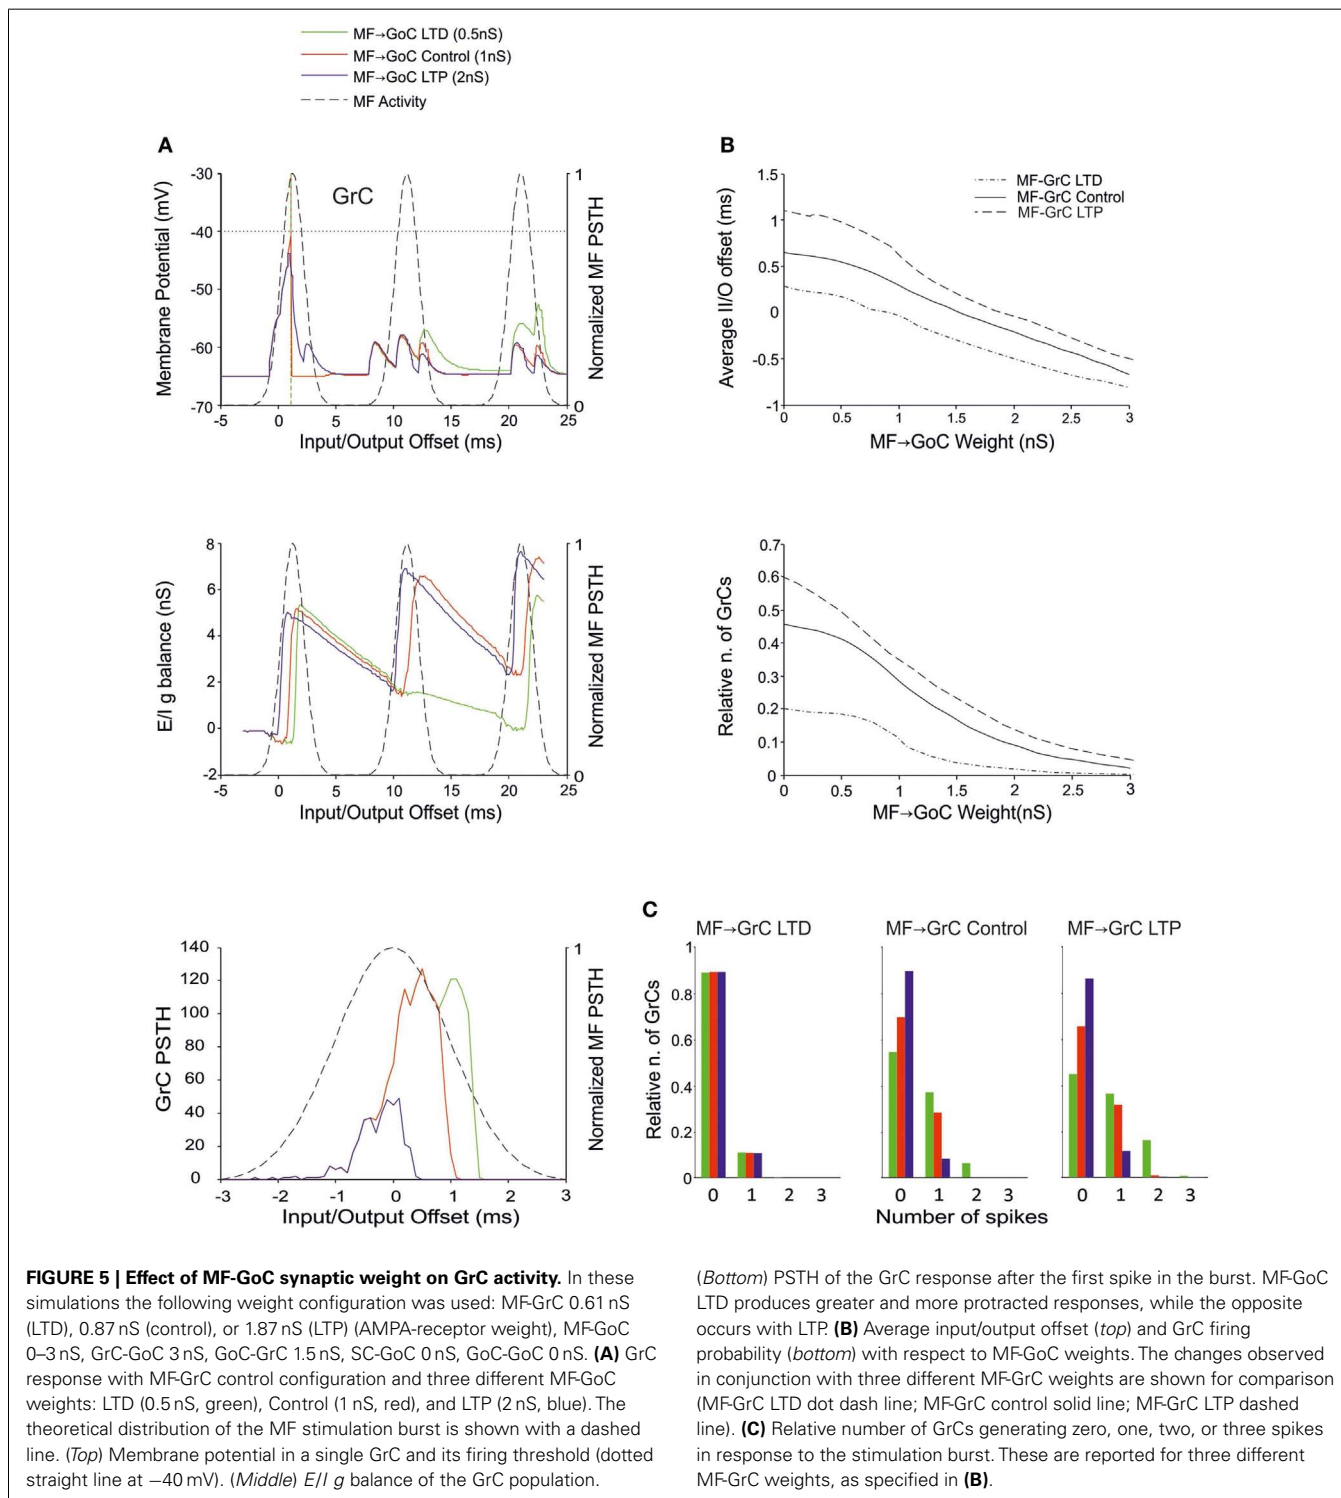 MF→GoC LTD (0.5nS)
MF→GoC Control (1nS)
MF→GoC LTP (2nS)
MF Activity
A
-30
-40
-50
-60
-70
Membrane Potential (mV)
GrC
1
0
Normalized MF PSTH
-5 0 5 10 15 20 25
Input/Output Offset (ms)
B
1.5
1
0.5
0
-0.5
-1
Average II/O offset (ms)
MF-GrC LTD
MF-GrC Control
MF-GrC LTP
0 0.5 1 1.5 2 2.5 3
MF→GoC Weight (nS)
8
6
4
2
0
-2
E/I g balance (nS)
1
0
Normalized MF PSTH
-5 0 5 10 15 20 25
Input/Output Offset (ms)
0.7
0.6
0.5
0.4
0.3
0.2
0.1
0
Relative n. of GrCs
0 0.5 1 1.5 2 2.5 3
MF→GoC Weight(nS)
140
120
100
80
60
40
20
0
GrC PSTH
1
0
Normalized MF PSTH
-3 -2 -1 0 1 2 3
Input/Output Offset (ms)
C
MF→GrC LTD
MF→GrC Control
MF→GrC LTP
1
0.8
0.6
0.4
0.2
0
Relative n. of GrCs
0 1 2 3
0 1 2 3
0 1 2 3
Number of spikes
FIGURE 5 | Effect of MF-GoC synaptic weight on GrC activity. In these
simulations the following weight configuration was used: MF-GrC 0.61 nS
(LTD), 0.87 nS (control), or 1.87 nS (LTP) (AMPA-receptor weight), MF-GoC
0–3 nS, GrC-GoC 3 nS, GoC-GrC 1.5 nS, SC-GoC 0 nS, GoC-GoC 0 nS. (A) GrC
response with MF-GrC control configuration and three different MF-GoC
weights: LTD (0.5 nS, green), Control (1 nS, red), and LTP (2 nS, blue). The
theoretical distribution of the MF stimulation burst is shown with a dashed
line. (Top) Membrane potential in a single GrC and its firing threshold (dotted
straight line at −40 mV). (Middle) E/I g balance of the GrC population.
(Bottom) PSTH of the GrC response after the first spike in the burst. MF-GoC
LTD produces greater and more protracted responses, while the opposite
occurs with LTP. (B) Average input/output offset (top) and GrC firing
probability (bottom) with respect to MF-GoC weights. The changes observed
in conjunction with three different MF-GrC weights are shown for comparison
(MF-GrC LTD dot dash line; MF-GrC control solid line; MF-GrC LTP dashed
line). (C) Relative number of GrCs generating zero, one, two, or three spikes
in response to the stimulation burst. These are reported for three different
MF-GrC weights, as specified in (B).